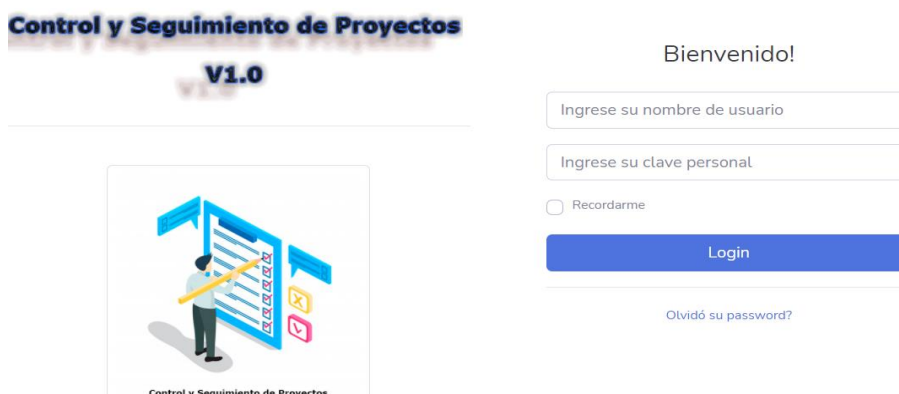 Control y Seguimiento de Proyectos
V1.0
Control y Seguimiento de Proyectos
Bienvenido!
Ingrese su nombre de usuario
Ingrese su clave personal
Recordarme
Login
Olvidó su password?